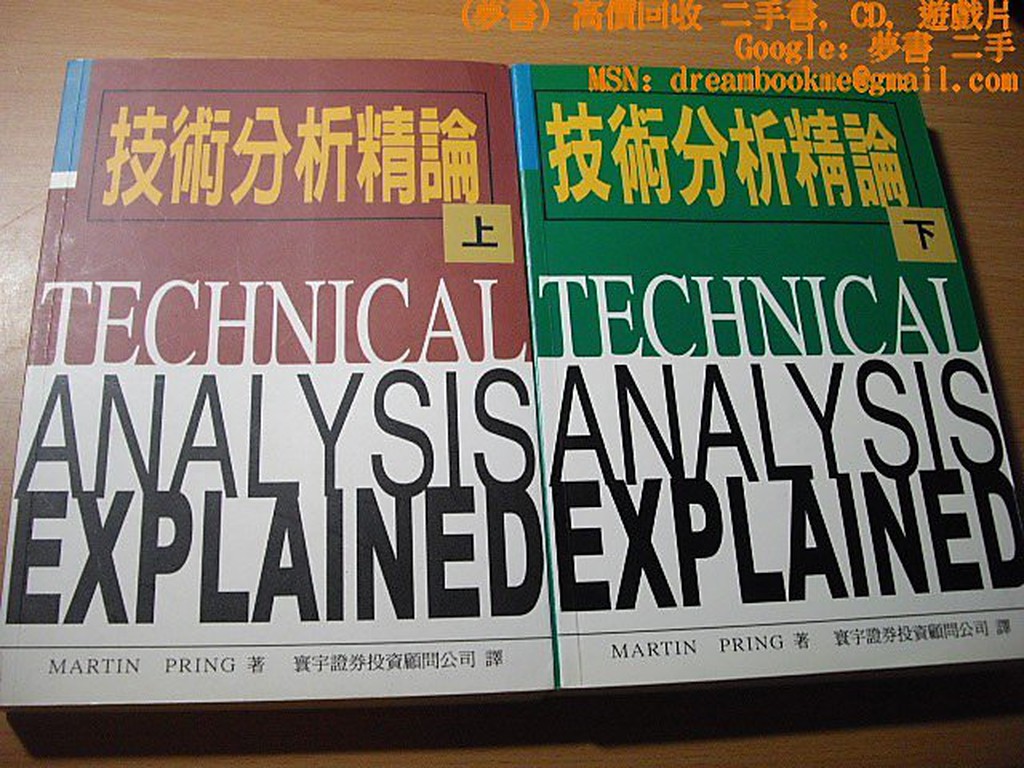 (夢書) 高價回收 二手書, CD, 遊戲片
Google: 夢書 二手
MSN: dreambookme@gmail.com
技術分析精論
上
TECHNICAL
ANALYSIS
EXPLAINED
MARTIN PRING 著 寰宇證券投資顧問公司 譯
技術分析精論
下
TECHNICAL
ANALYSIS
EXPLAINED
MARTIN PRING 著 寰宇證券投資顧問公司 譯